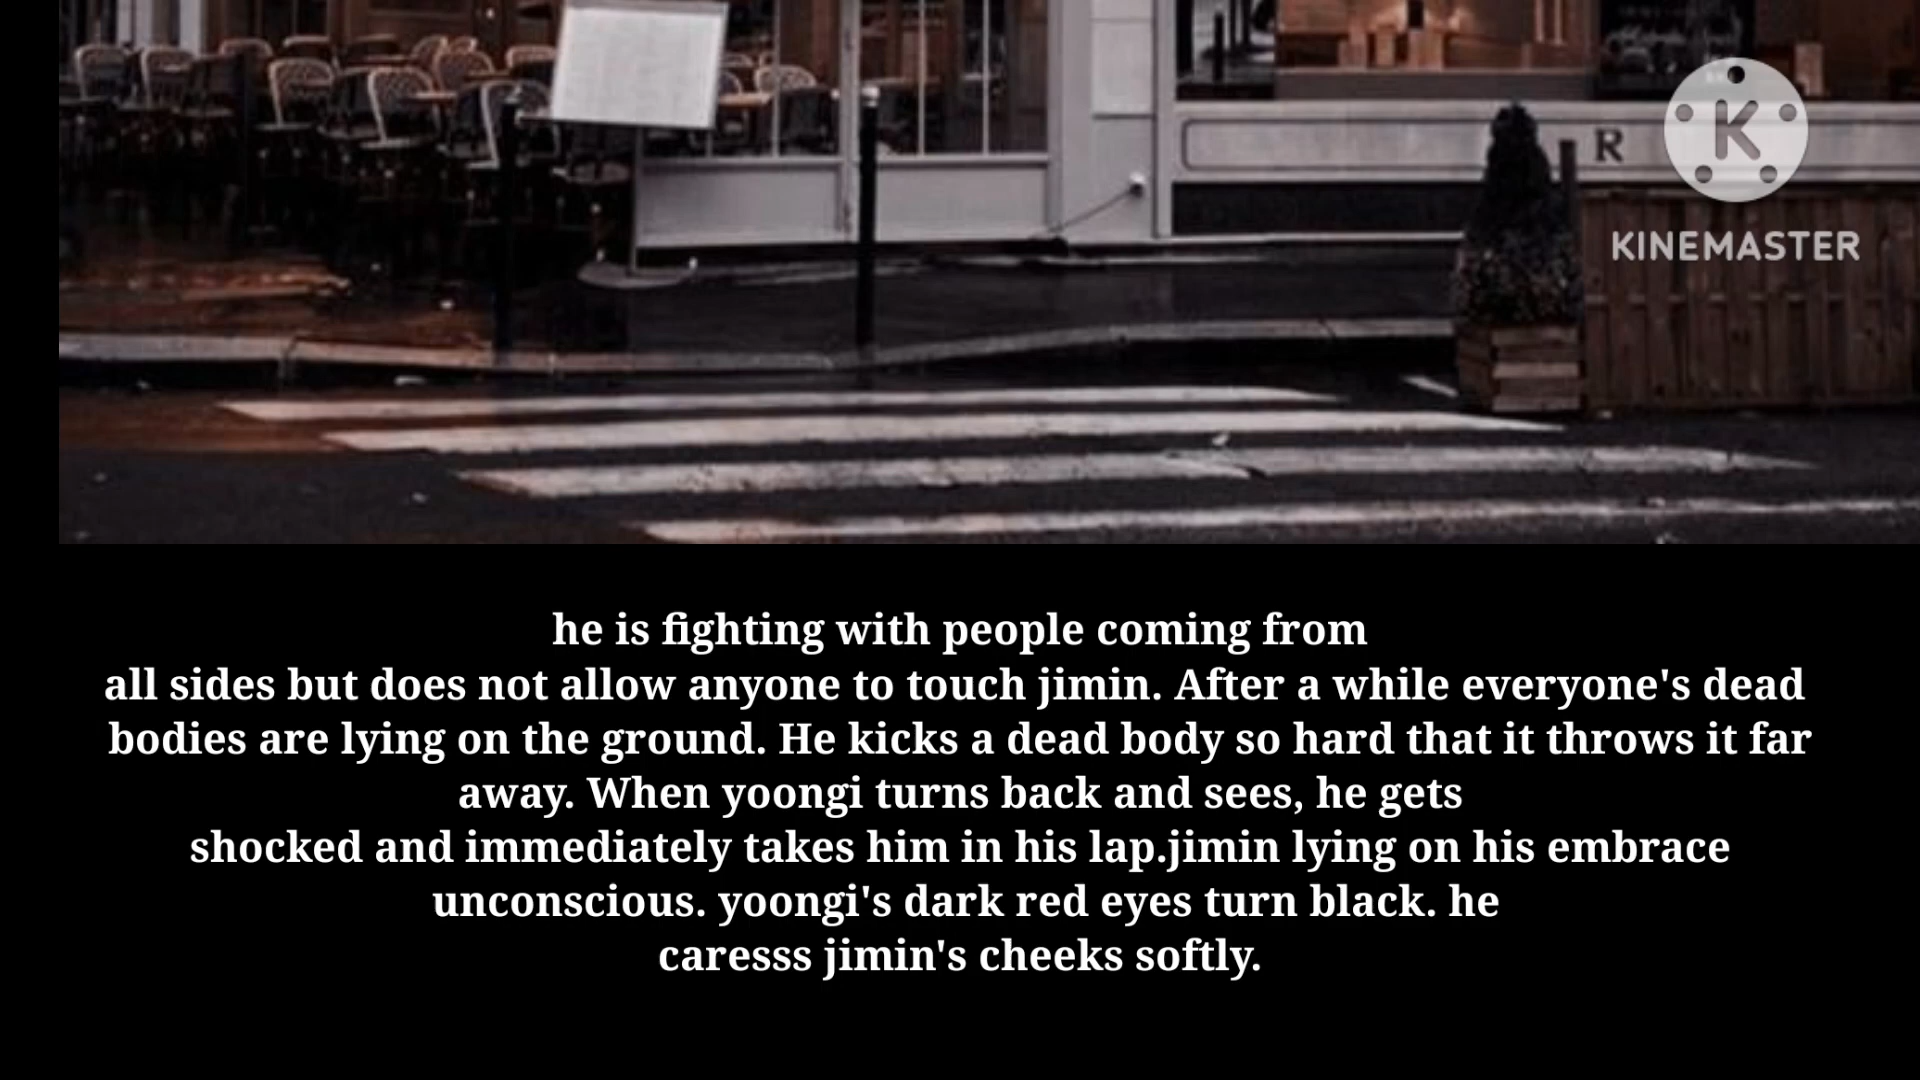 R
K
KINEMASTER
he is fighting with people coming from
all sides but does not allow anyone to touch jimin. After a while everyone's dead
bodies are lying on the ground. He kicks a dead body so hard that it throws it far
away. When yoongi turns back and sees, he gets
shocked and immediately takes him in his lap.jimin lying on his embrace
unconscious. yoongi's dark red eyes turn black. he
caresss jimin's cheeks softly.